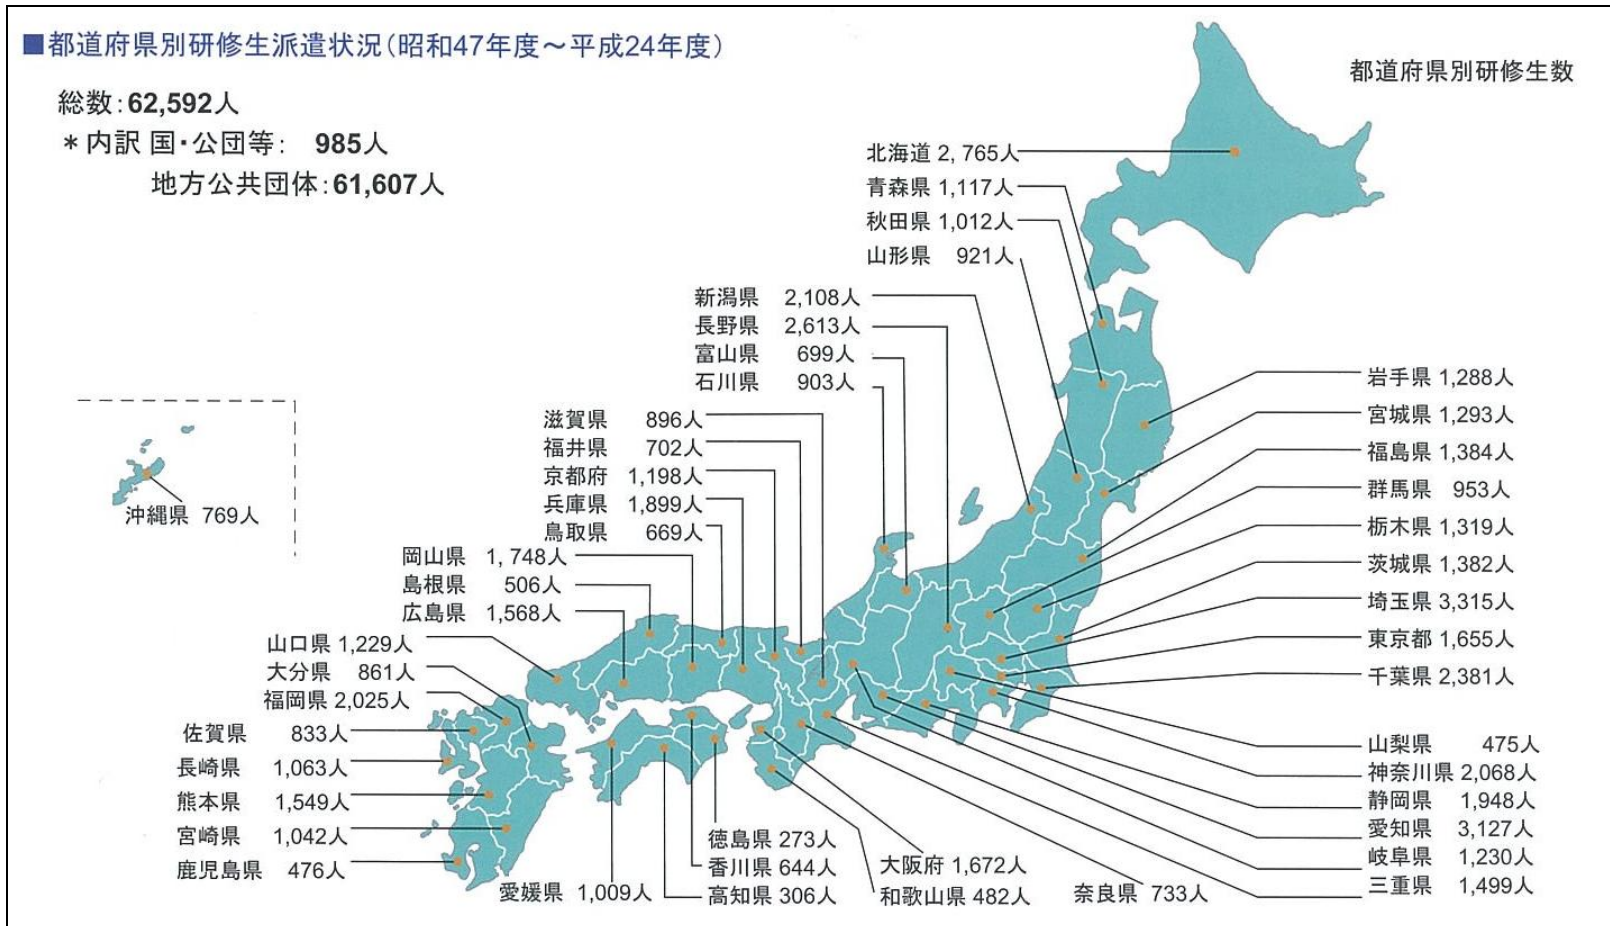 ■都道府県別研修生派遣状況(昭和47年度～平成24年度)
都道府県別研修生数
総数:62,592人
*内訳 国・公団等: 985人
地方公共団体:61,607人
北海道 2,765人
青森県 1,117人
秋田県 1,012人
山形県 921人
新潟県 2,108人
長野県 2,613人
富山県 699人
石川県 903人
滋賀県 896人
福井県 702人
京都府 1,198人
兵庫県 1,899人
鳥取県 669人
岡山県 1,748人
島根県 506人
広島県 1,568人
山口県 1,229人
大分県 861人
福岡県 2,025人
佐賀県 833人
長崎県 1,063人
熊本県 1,549人
宮崎県 1,042人
鹿児島県 476人
沖縄県 769人
岩手県 1,288人
宮城県 1,293人
福島県 1,384人
群馬県 953人
栃木県 1,319人
茨城県 1,382人
埼玉県 3,315人
東京都 1,655人
千葉県 2,381人
山梨県 475人
神奈川県 2,068人
静岡県 1,948人
愛知県 3,127人
岐阜県 1,230人
三重県 1,499人
徳島県 273人
香川県 644人
高知県 306人
愛媛県 1,009人
大阪府 1,672人
和歌山県 482人
奈良県 733人